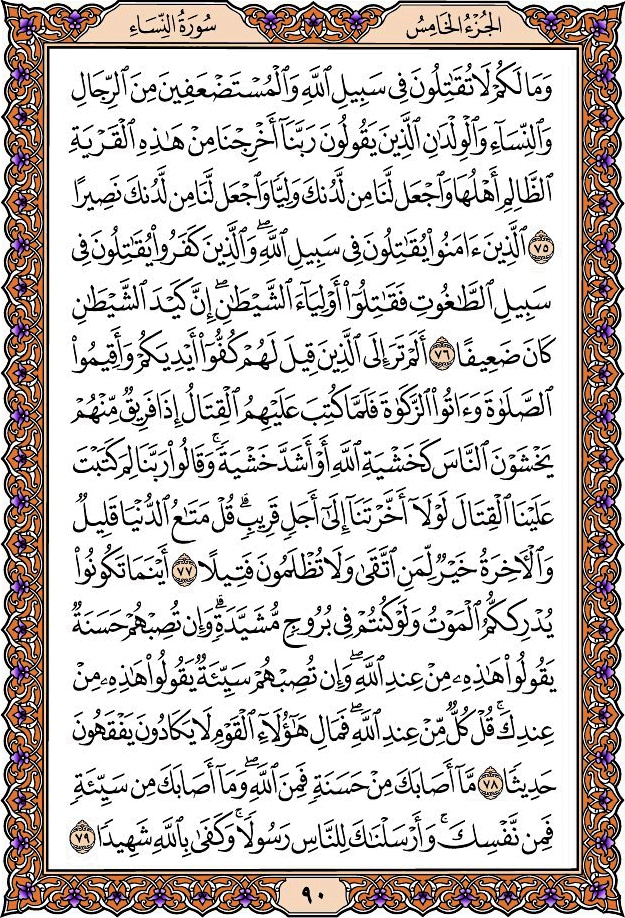 الجُزْءُ الخَامِسُ
سُورَةُ النِّسَاءِ
وَمَا لَكُمْ لَا تُقَٰتِلُونَ فِى سَبِيلِ ٱللَّهِ وَٱلْمُسْتَضْعَفِينَ مِنَ ٱلرِّجَالِ
وَٱلنِّسَآءِ وَٱلْوِلْدَٰنِ ٱلَّذِينَ يَقُولُونَ رَبَّنَآ أَخْرِجْنَا مِنْ هَٰذِهِ ٱلْقَرْيَةِ
ٱلظَّالِمِ أَهْلُهَا وَٱجْعَل لَّنَا مِن لَّدُنكَ وَلِيًّا وَٱجْعَل لَّنَا مِن لَّدُنكَ نَصِيرًا
٧٥ ٱلَّذِينَ ءَامَنُوا۟ يُقَٰتِلُونَ فِى سَبِيلِ ٱللَّهِ ۖ وَٱلَّذِينَ كَفَرُوا۟ يُقَٰتِلُونَ فِى
سَبِيلِ ٱلطَّٰغُوتِ فَقَٰتِلُوٓا۟ أَوْلِيَآءَ ٱلشَّيْطَٰنِ ۖ إِنَّ كَيْدَ ٱلشَّيْطَٰنِ
كَانَ ضَعِيفًا ٧٦ أَلَمْ تَرَ إِلَى ٱلَّذِينَ قِيلَ لَهُمْ كُفُّوٓا۟ أَيْدِيَكُمْ وَأَقِيمُوا۟
ٱلصَّلَوٰةَ وَءَاتُوا۟ ٱلزَّكَوٰةَ فَلَمَّا كُتِبَ عَلَيْهِمُ ٱلْقِتَالُ إِذَا فَرِيقٌ مِّنْهُمْ
يَخْشَوْنَ ٱلنَّاسَ كَخَشْيَةِ ٱللَّهِ أَوْ أَشَدَّ خَشْيَةً ۚ وَقَالُوا۟ رَبَّنَا لِمَ كَتَبْتَ
عَلَيْنَا ٱلْقِتَالَ لَوْلَآ أَخَّرْتَنَآ إِلَىٰٓ أَجَلٍ قَرِيبٍ ۗ قُلْ مَتَٰعُ ٱلدُّنْيَا قَلِيلٌ
وَٱلْءَاخِرَةُ خَيْرٌ لِّمَنِ ٱتَّقَىٰ وَلَا تُظْلَمُونَ فَتِيلًا ٧٧ أَيْنَمَا تَكُونُوا۟
يُدْرِككُّمُ ٱلْمَوْتُ وَلَوْ كُنتُمْ فِى بُرُوجٍ مُّشَيَّدَةٍ ۗ وَإِن تُصِبْهُمْ حَسَنَةٌ
يَقُولُوا۟ هَٰذِهِۦ مِنْ عِندِ ٱللَّهِ ۖ وَإِن تُصِبْهُمْ سَيِّئَةٌ يَقُولُوا۟ هَٰذِهِۦ مِنْ
عِندِكَ ۚ قُلْ كُلٌّ مِّنْ عِندِ ٱللَّهِ ۖ فَمَالِ هَٰٓؤُلَآءِ ٱلْقَوْمِ لَا يَكَادُونَ يَفْقَهُونَ
حَدِيثًا ٧٨ مَّآ أَصَابَكَ مِنْ حَسَنَةٍ فَمِنَ ٱللَّهِ ۖ وَمَآ أَصَابَكَ مِن سَيِّئَةٍ
فَمِن نَّفْسِكَ ۚ وَأَرْسَلْنَٰكَ لِلنَّاسِ رَسُولًا ۚ وَكَفَىٰ بِٱللَّهِ شَهِيدًا ٧٩
٩٠